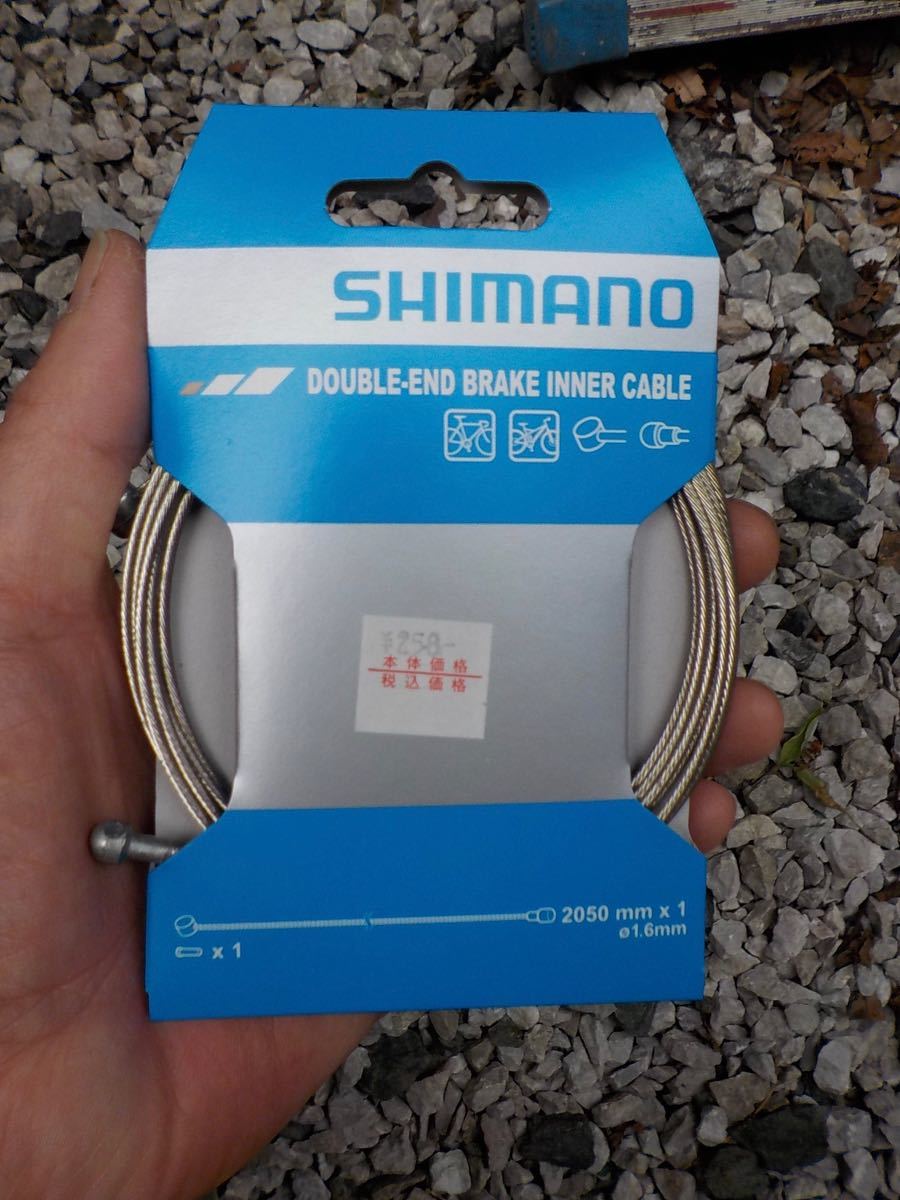 SHIMANO
DOUBLE-END BRAKE INNER CABLE
¥258-
本体価格
税込価格
2050 mm x 1
ø1.6mm
x 1